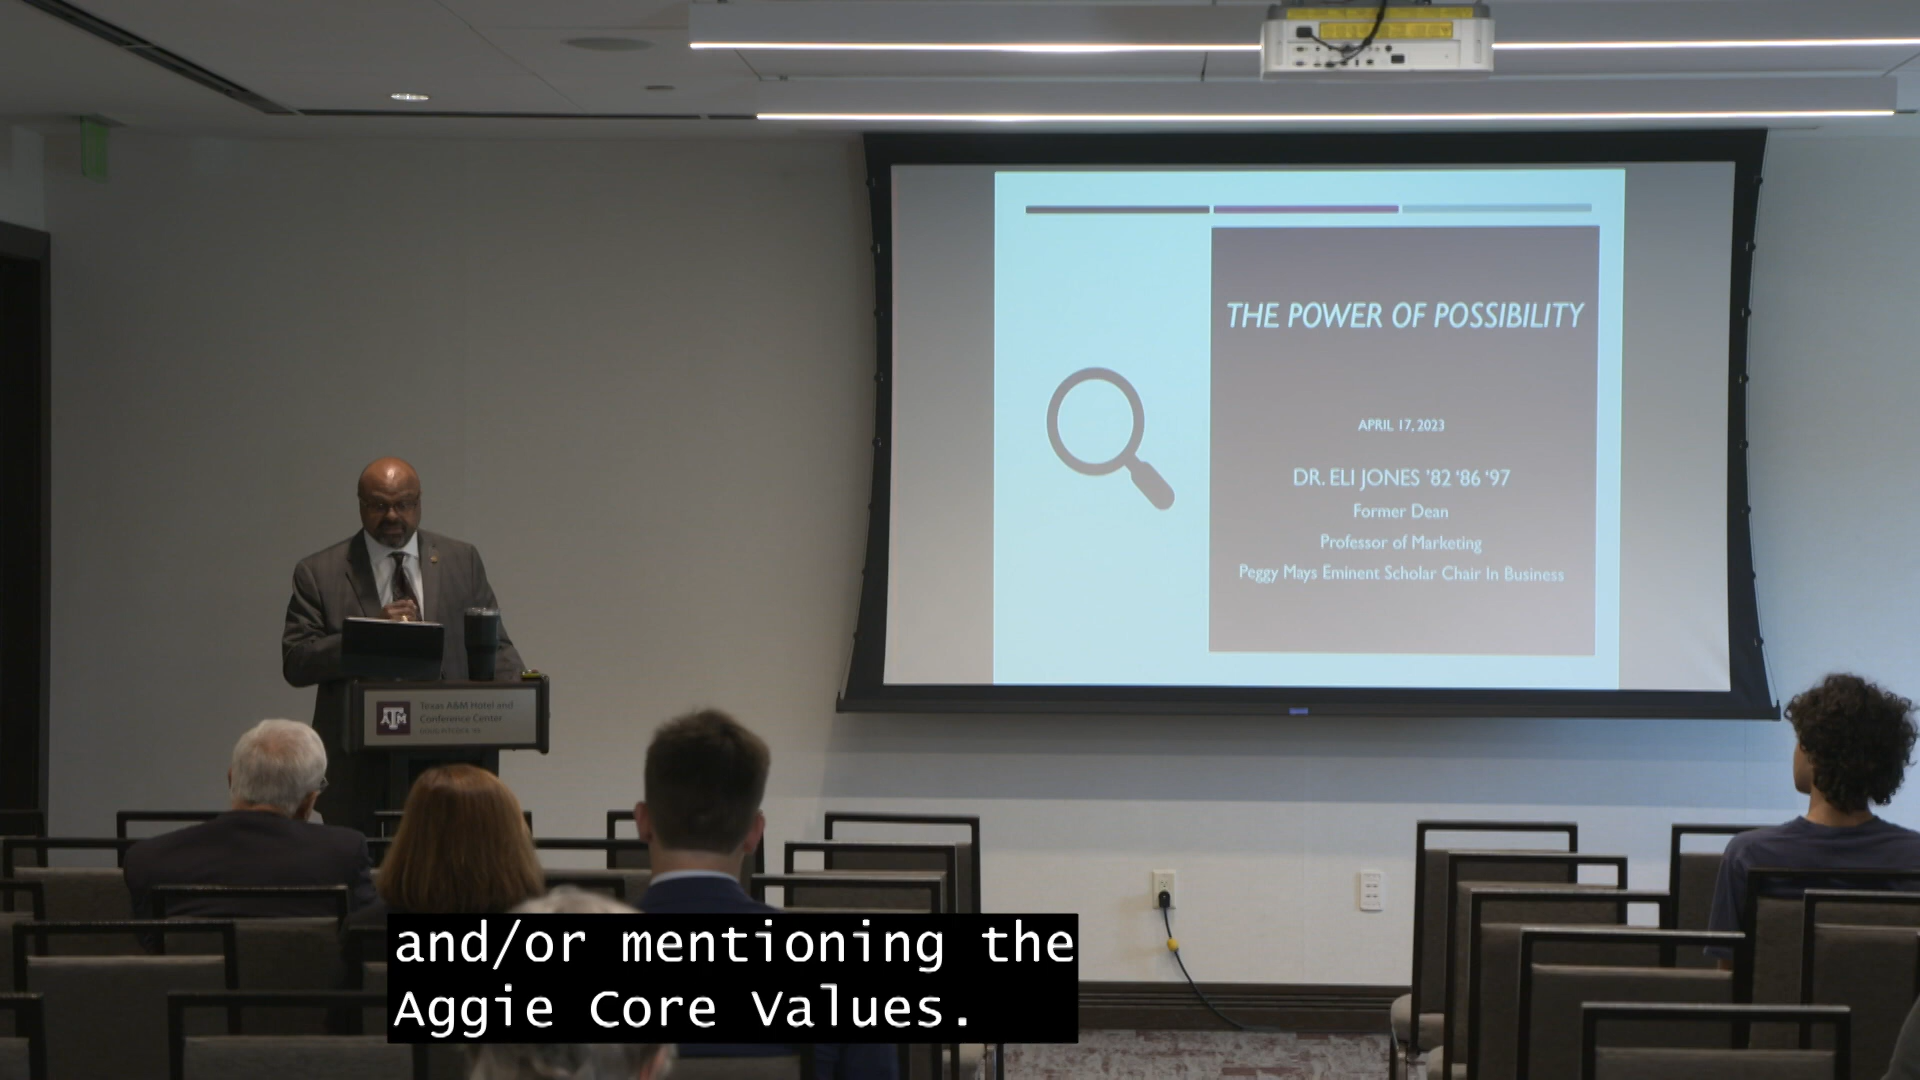 THE POWER OF POSSIBILITY
APRIL 17, 2023
DR. ELI JONES ’82 ‘86 ‘97
Former Dean
Professor of Marketing
Peggy Mays Eminent Scholar Chair In Business
ATM
Texas A&M Hotel and
Conference Center
and/or mentioning the
Aggie Core Values.